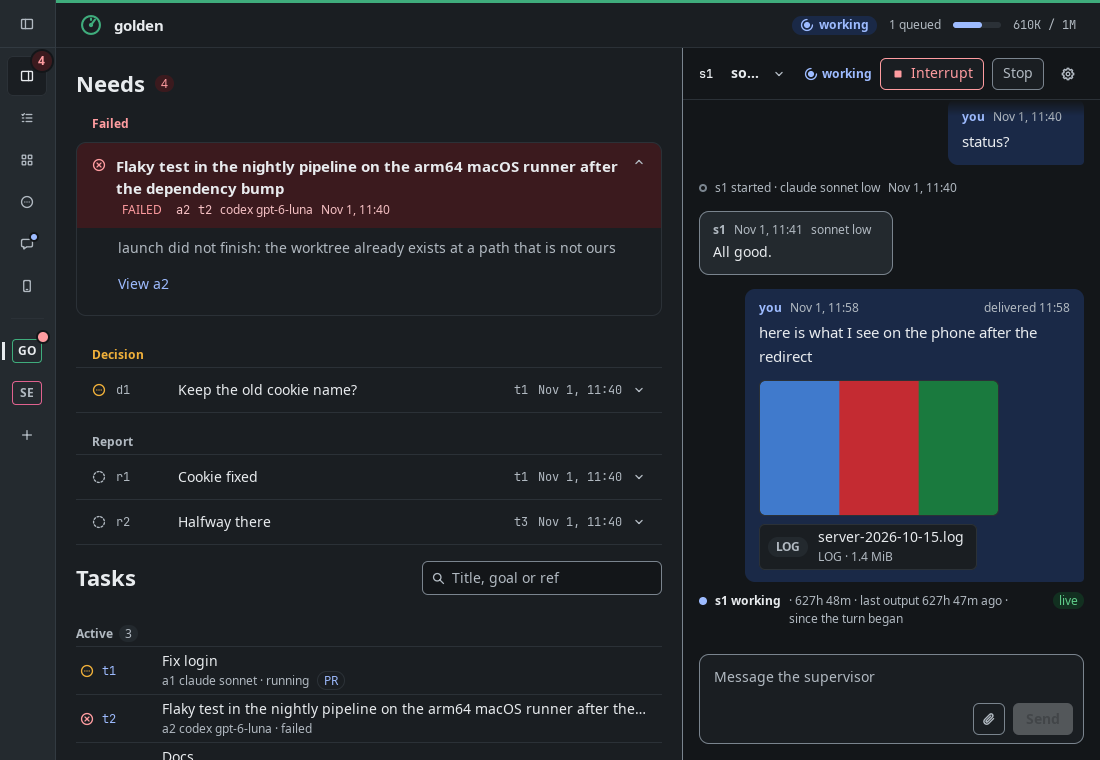 golden
working
1 queued
610K / 1M
4
GO
SE
Needs 4
Failed
Flaky test in the nightly pipeline on the arm64 macOS runner after
the dependency bump
FAILED a2 t2 codex gpt-6-luna Nov 1, 11:40
launch did not finish: the worktree already exists at a path that is not ours
View a2
Decision
d1 Keep the old cookie name? t1 Nov 1, 11:40
Report
r1 Cookie fixed t1 Nov 1, 11:40
r2 Halfway there t3 Nov 1, 11:40
Tasks
Title, goal or ref
Active 3
t1 Fix login
a1 claude sonnet · running PR
t2 Flaky test in the nightly pipeline on the arm64 macOS runner after the…
a2 codex gpt-6-luna · failed
Docs
s1 so… working Interrupt Stop
you Nov 1, 11:40
status?
s1 started · claude sonnet low Nov 1, 11:40
s1 Nov 1, 11:41 sonnet low
All good.
you Nov 1, 11:58 delivered 11:58
here is what I see on the phone after the
redirect
LOG
server-2026-10-15.log
LOG · 1.4 MiB
s1 working · 627h 48m · last output 627h 47m ago · live
since the turn began
Message the supervisor
Send